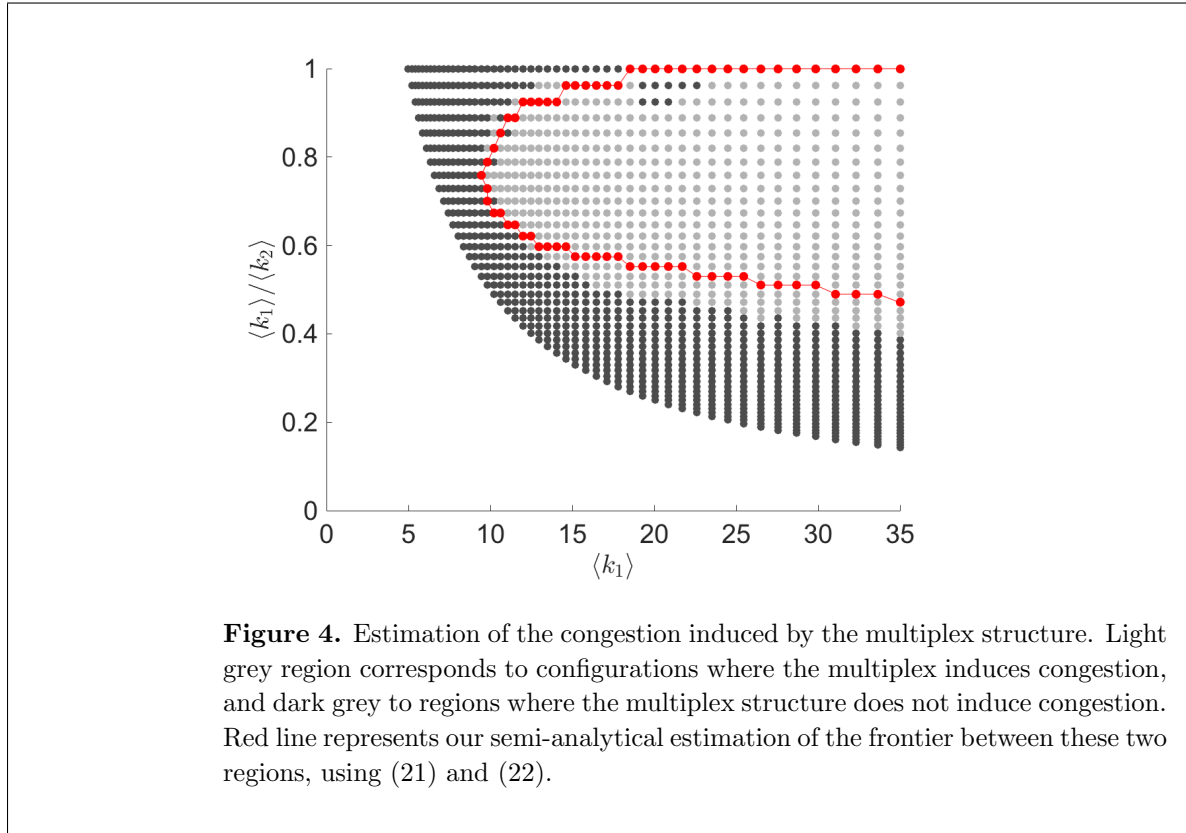 1
0.8
0.6
0.4
0.2
0
⟨k₁⟩/⟨k₂⟩
0 5 10 15 20 25 30 35
⟨k₁⟩
Figure 4. Estimation of the congestion induced by the multiplex structure. Light
grey region corresponds to configurations where the multiplex induces congestion,
and dark grey to regions where the multiplex structure does not induce congestion.
Red line represents our semi-analytical estimation of the frontier between these two
regions, using (21) and (22).